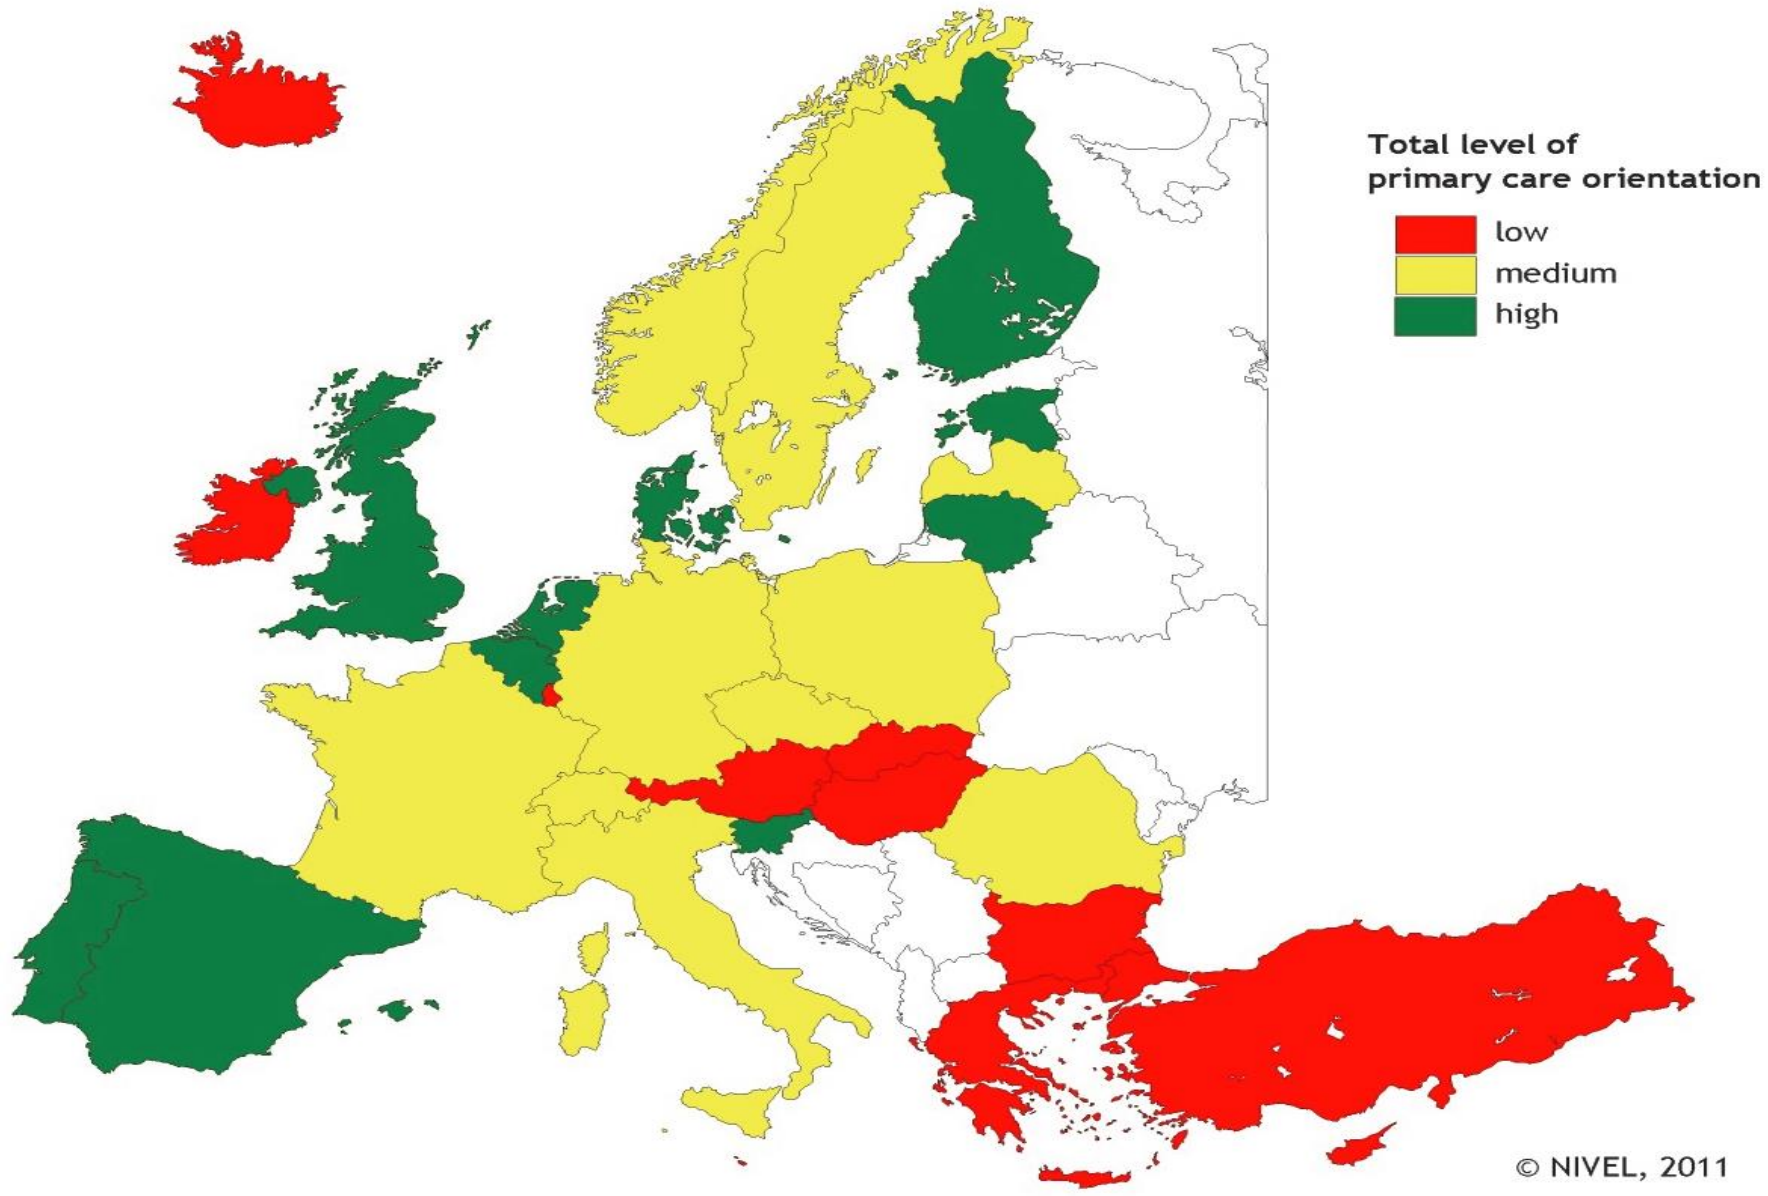 Total level of
primary care orientation
low
medium
high
© NIVEL, 2011